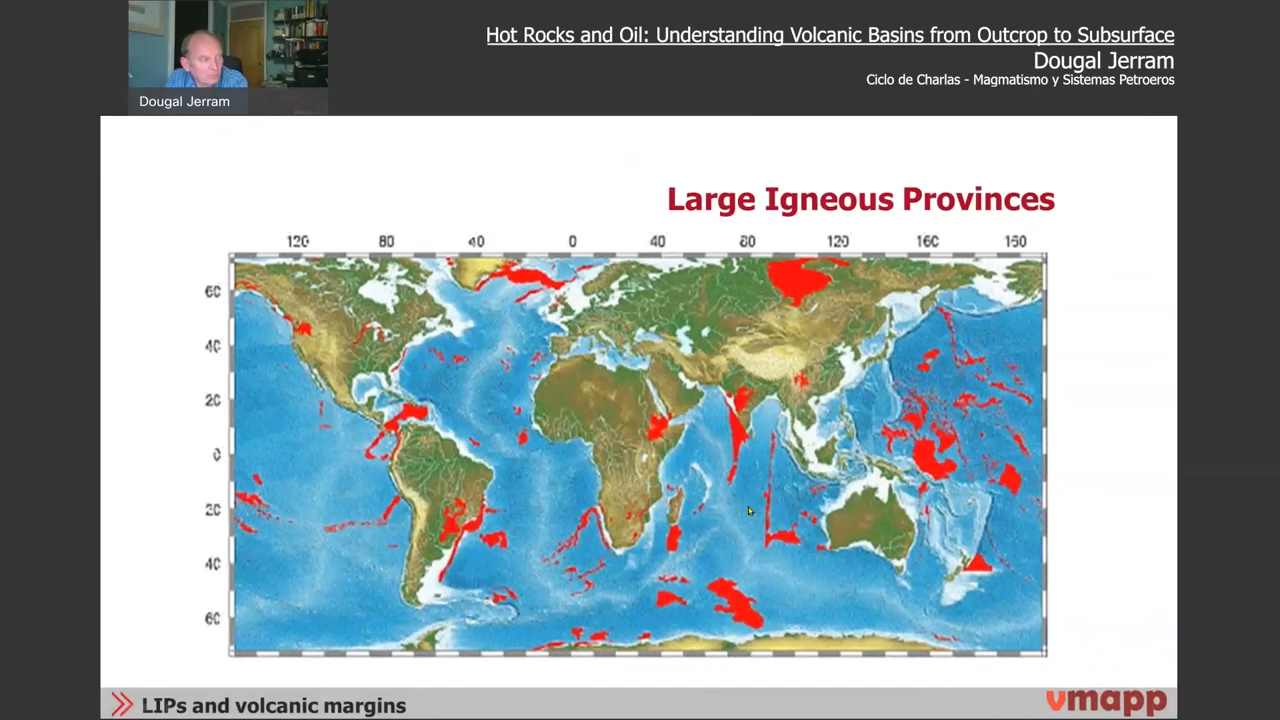 Hot Rocks and Oil: Understanding Volcanic Basins from Outcrop to Subsurface
Dougal Jerram
Ciclo de Charlas - Magmatismo y Sistemas Petroeros
Dougal Jerram
Large Igneous Provinces
120 80 40 0 40 80 120 160 160
60
40
20
0
20
40
60
LIPs and volcanic margins
vmapp